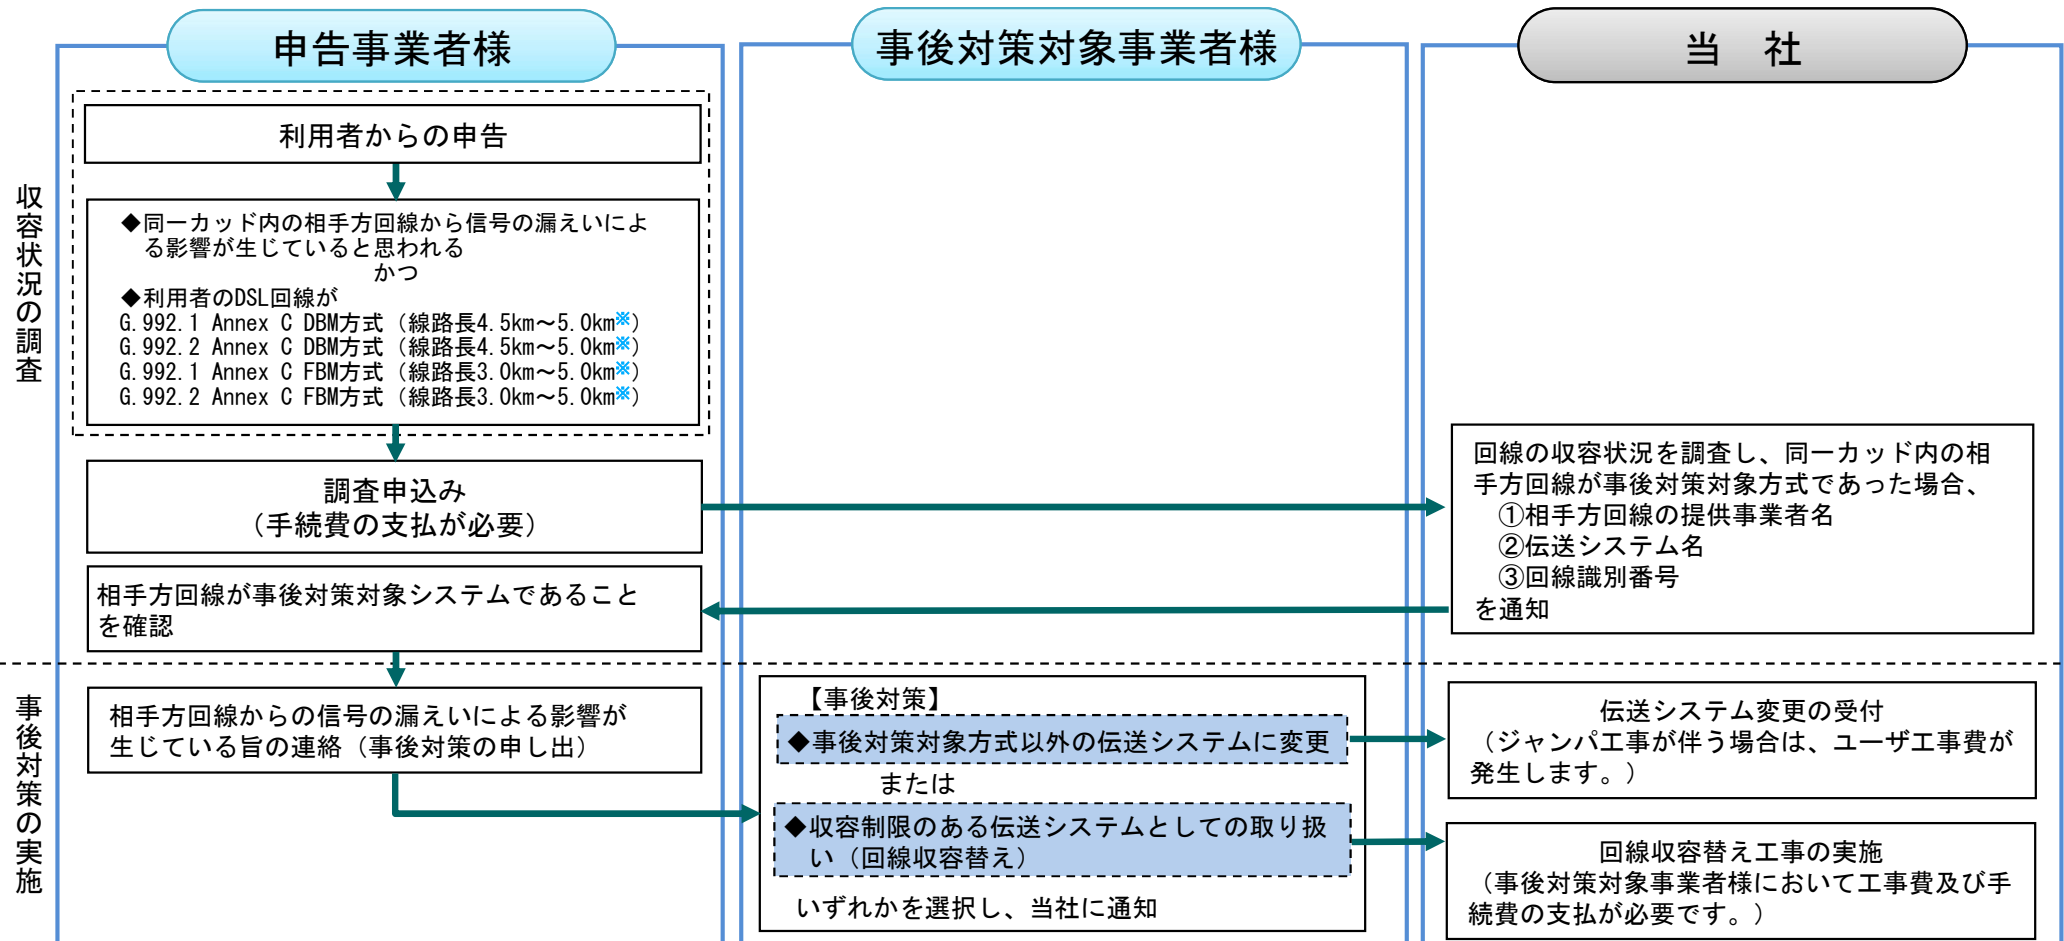 申告事業者様
事後対策対象事業者様
当　社
収容状況の調査
利用者からの申告
◆同一カッド内の相手方回線から信号の漏えいによ
る影響が生じていると思われる
かつ
◆利用者のDSL回線が
G.992.1 Annex C DBM方式（線路長4.5km～5.0km※）
G.992.2 Annex C DBM方式（線路長4.5km～5.0km※）
G.992.1 Annex C FBM方式（線路長3.0km～5.0km※）
G.992.2 Annex C FBM方式（線路長3.0km～5.0km※）
調査申込み
（手続費の支払が必要）
回線の収容状況を調査し、同一カッド内の相
手方回線が事後対策対象方式であった場合、
①相手方回線の提供事業者名
②伝送システム名
③回線識別番号
を通知
相手方回線が事後対策対象システムであること
を確認
事後対策の実施
相手方回線からの信号の漏えいによる影響が
生じている旨の連絡（事後対策の申し出）
【事後対策】
◆事後対策対象方式以外の伝送システムに変更
または
◆収容制限のある伝送システムとしての取り扱
い（回線収容替え）
いずれかを選択し、当社に通知
伝送システム変更の受付
（ジャンパ工事が伴う場合は、ユーザ工事費が
発生します。）
回線収容替え工事の実施
（事後対策対象事業者様において工事費及び手
続費の支払が必要です。）